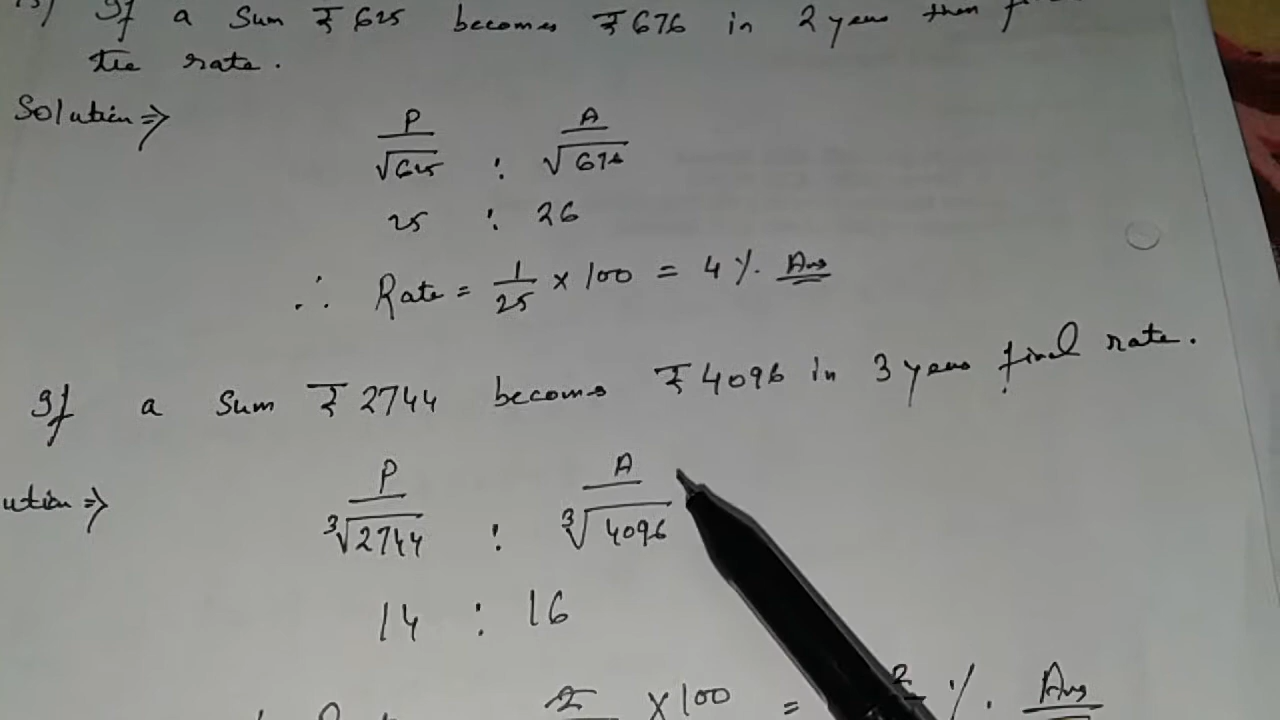 If a Sum ₹ 625 becomes ₹ 676 in 2 years then
the rate.
Solution ⇒
P A
√625 : √676
25 : 26
∴ Rate = 1/25 × 100 = 4 %. Ans
If a Sum ₹ 2744 becomes ₹ 4096 in 3 years find rate.
ution ⇒
P A
∛2744 : ∛4096
14 : 16
2 × 100 = 2 %. Ans